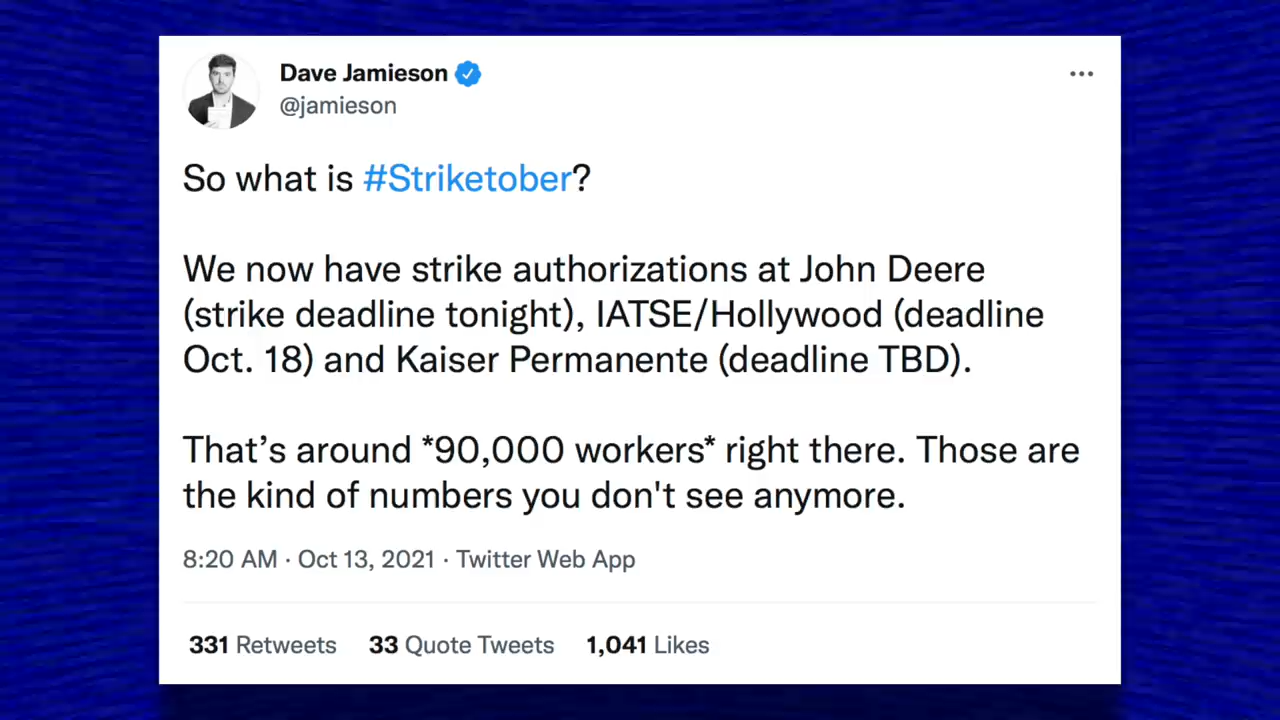 Dave Jamieson
@jamieson
So what is #Striketober?
We now have strike authorizations at John Deere
(strike deadline tonight), IATSE/Hollywood (deadline
Oct. 18) and Kaiser Permanente (deadline TBD).
That’s around *90,000 workers* right there. Those are
the kind of numbers you don't see anymore.
8:20 AM · Oct 13, 2021 · Twitter Web App
331 Retweets 33 Quote Tweets 1,041 Likes